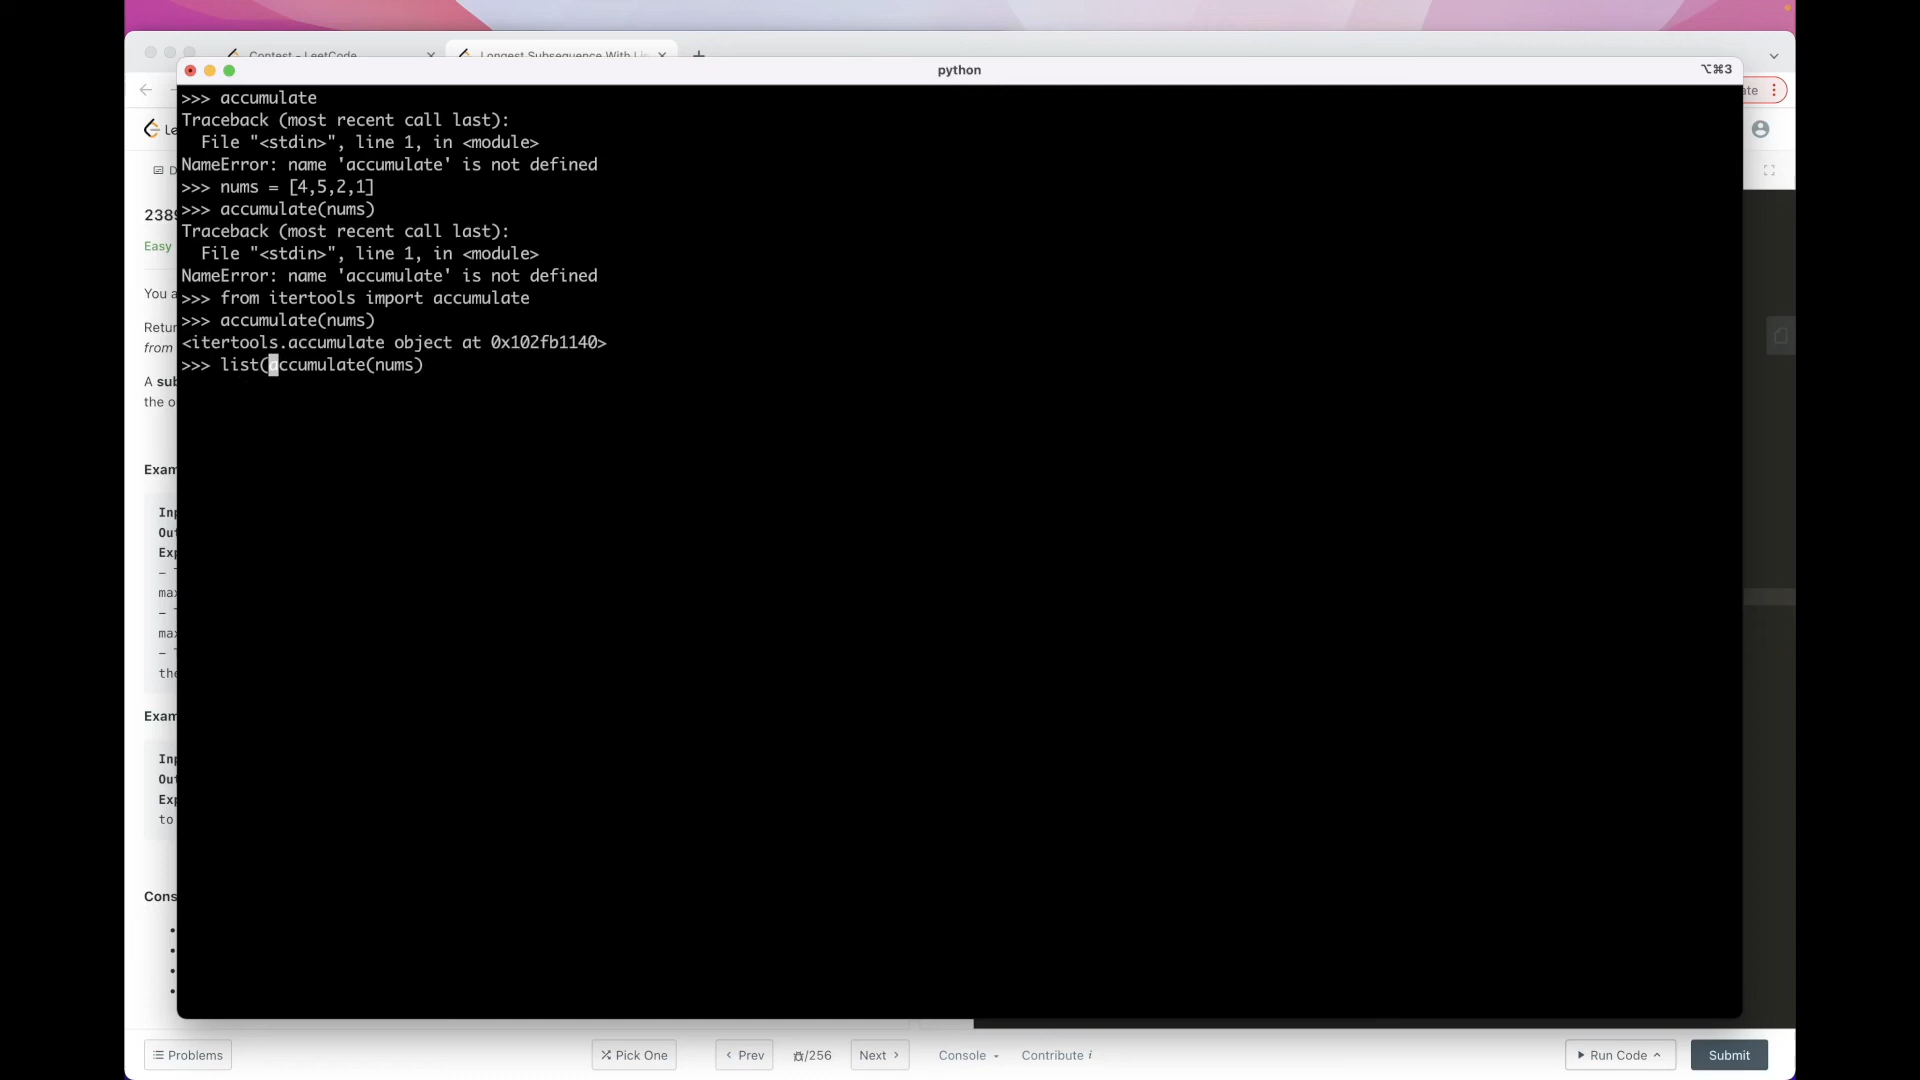 Contest - LeetCode
Longest Subsequence With Li
python
⌥⌘3
ate
Le
D
2389
Easy
You a
Retur
from
A sub
the o
Exam
Inp
Out
Exp
- T
max
- T
max
- T
the
Exam
Inp
Out
Exp
to
Cons
>>> accumulate
Traceback (most recent call last):
  File "<stdin>", line 1, in <module>
NameError: name 'accumulate' is not defined
>>> nums = [4,5,2,1]
>>> accumulate(nums)
Traceback (most recent call last):
  File "<stdin>", line 1, in <module>
NameError: name 'accumulate' is not defined
>>> from itertools import accumulate
>>> accumulate(nums)
<itertools.accumulate object at 0x102fb1140>
>>> list(accumulate(nums)
Problems
Pick One
Prev
/256
Next
Console
Contribute i
Run Code
Submit